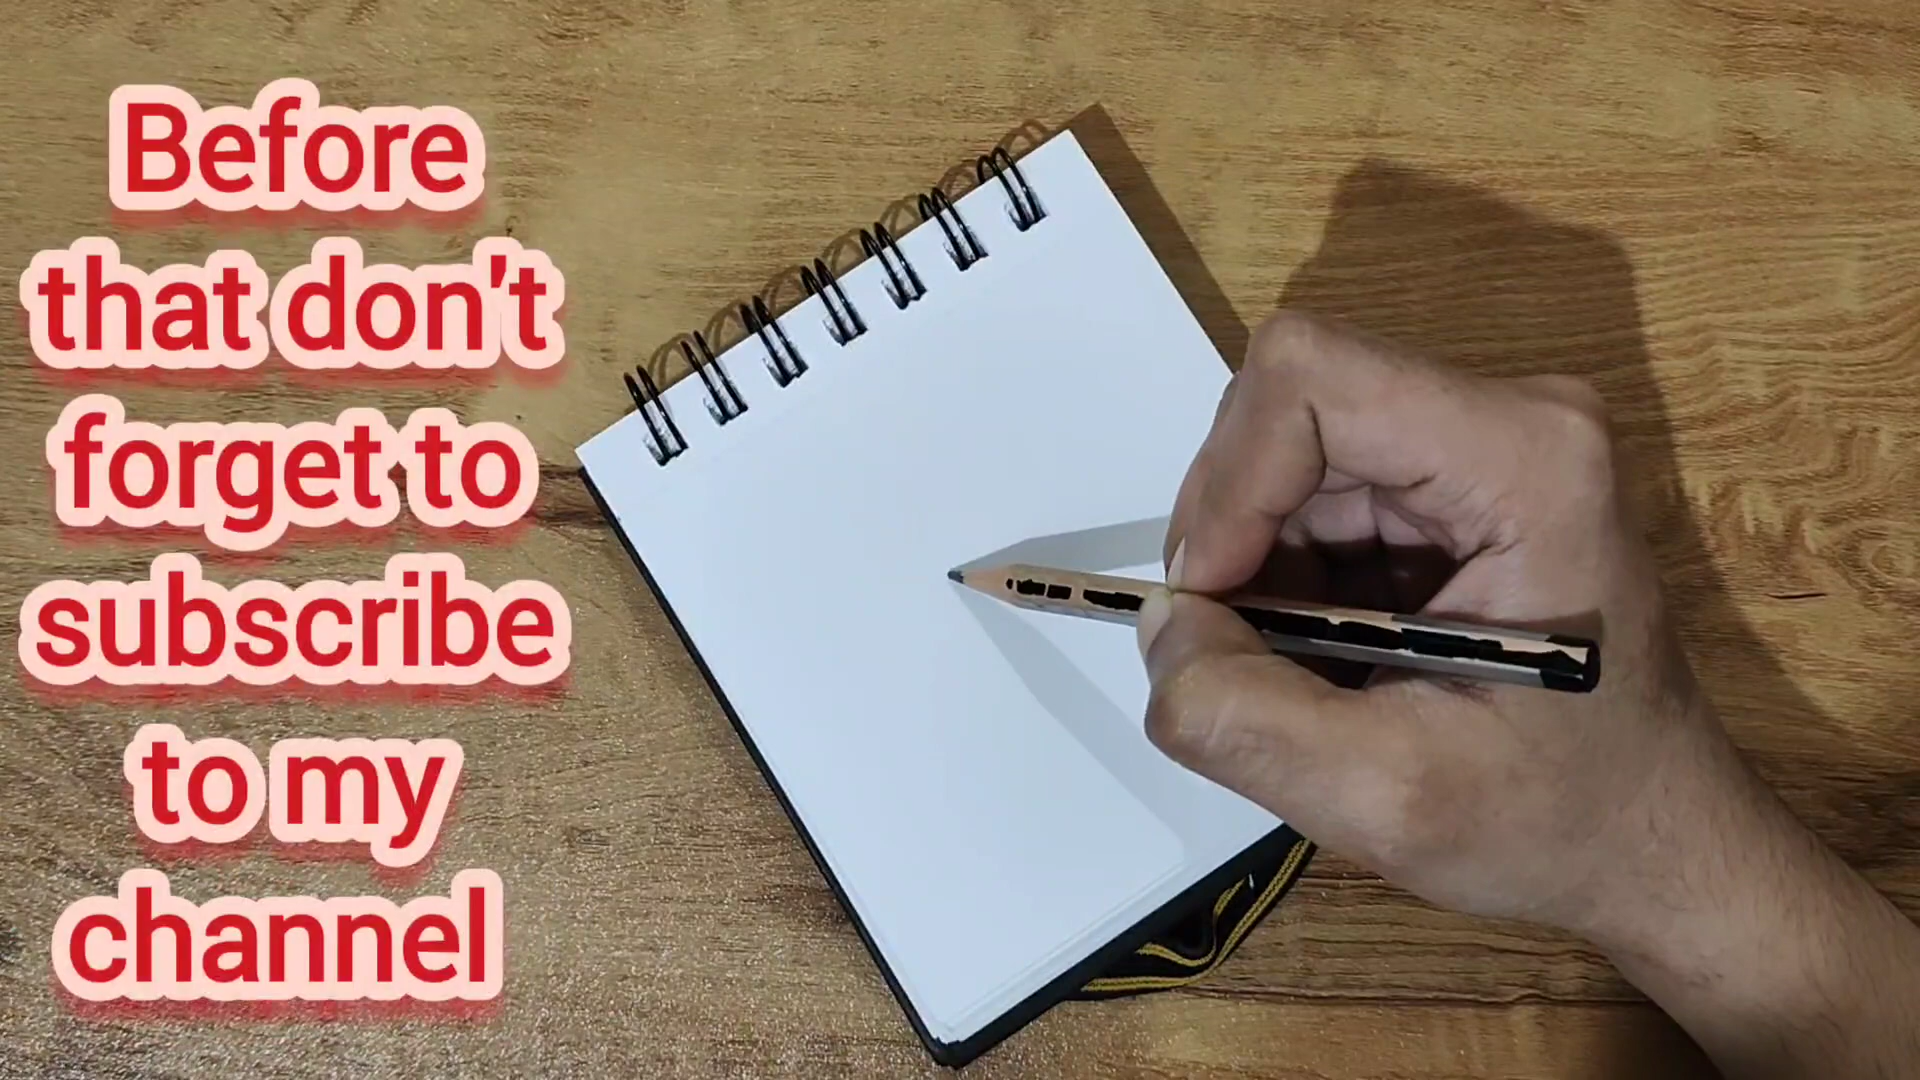 Before
that don't
forget to
subscribe
to my
channel